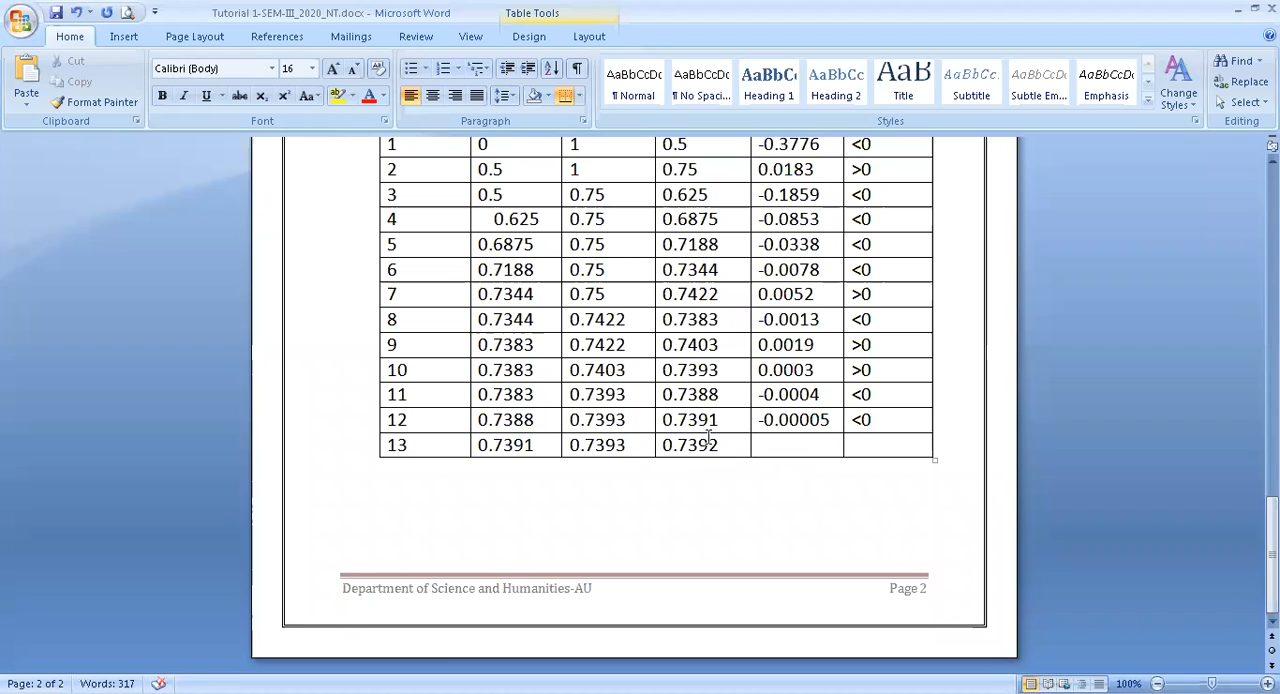 Tutorial 1-SEM-III_2020_NT.docx - Microsoft Word
Table Tools
Home Insert Page Layout References Mailings Review View Design Layout
Paste
Cut
Copy
Format Painter
Clipboard
Calibri (Body) 16
Font
Paragraph
AaBbCcDc AaBbCcDc AaBbC AaBbCc AaB AaBbCc. AaBbCcDc AaBbCcDc
¶ Normal ¶ No Spaci... Heading 1 Heading 2 Title Subtitle Subtle Em... Emphasis
Change Styles
Styles
Find
Replace
Select
Editing
1 0 1 0.5 -0.3776 <0
2 0.5 1 0.75 0.0183 >0
3 0.5 0.75 0.625 -0.1859 <0
4 0.625 0.75 0.6875 -0.0853 <0
5 0.6875 0.75 0.7188 -0.0338 <0
6 0.7188 0.75 0.7344 -0.0078 <0
7 0.7344 0.75 0.7422 0.0052 >0
8 0.7344 0.7422 0.7383 -0.0013 <0
9 0.7383 0.7422 0.7403 0.0019 >0
10 0.7383 0.7403 0.7393 0.0003 >0
11 0.7383 0.7393 0.7388 -0.0004 <0
12 0.7388 0.7393 0.7391 -0.00005 <0
13 0.7391 0.7393 0.7392
Department of Science and Humanities-AU Page 2
Page: 2 of 2 Words: 317 100%